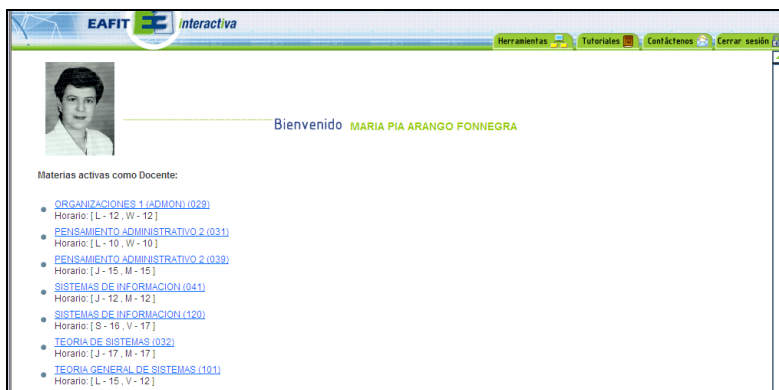 EAFIT interactiva
Herramientas Tutoriales Contáctenos Cerrar sesión
Bienvenido MARIA PIA ARANGO FONNEGRA
Materias activas como Docente:
ORGANIZACIONES 1 (ADMON) (029)
Horario: [ L - 12 , W - 12 ]
PENSAMIENTO ADMINISTRATIVO 2 (031)
Horario: [ L - 10 , W - 10 ]
PENSAMIENTO ADMINISTRATIVO 2 (039)
Horario: [ J - 15 , M - 15 ]
SISTEMAS DE INFORMACION (041)
Horario: [ J - 12 , M - 12 ]
SISTEMAS DE INFORMACION (120)
Horario: [ S - 16 , V - 17 ]
TEORIA DE SISTEMAS (032)
Horario: [ J - 17 , M - 17 ]
TEORIA GENERAL DE SISTEMAS (101)
Horario: [ L - 15 , V - 12 ]